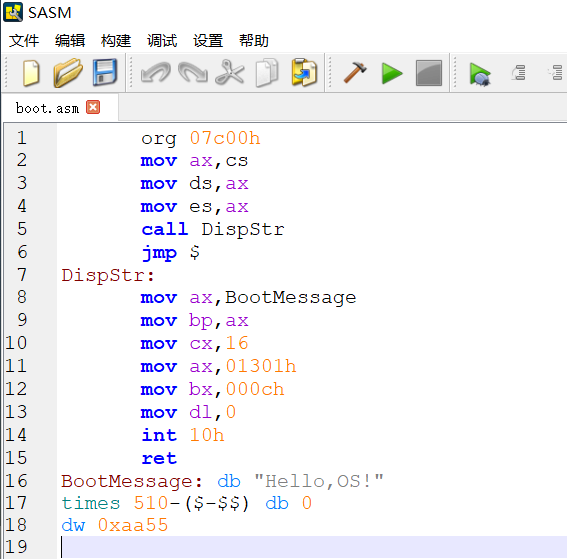 SASM
文件 编辑 构建 调试 设置 帮助
boot.asm
1 org 07c00h
2 mov ax,cs
3 mov ds,ax
4 mov es,ax
5 call DispStr
6 jmp $
7 DispStr:
8 mov ax,BootMessage
9 mov bp,ax
10 mov cx,16
11 mov ax,01301h
12 mov bx,000ch
13 mov dl,0
14 int 10h
15 ret
16 BootMessage: db "Hello,OS!"
17 times 510-($-$$) db 0
18 dw 0xaa55
19